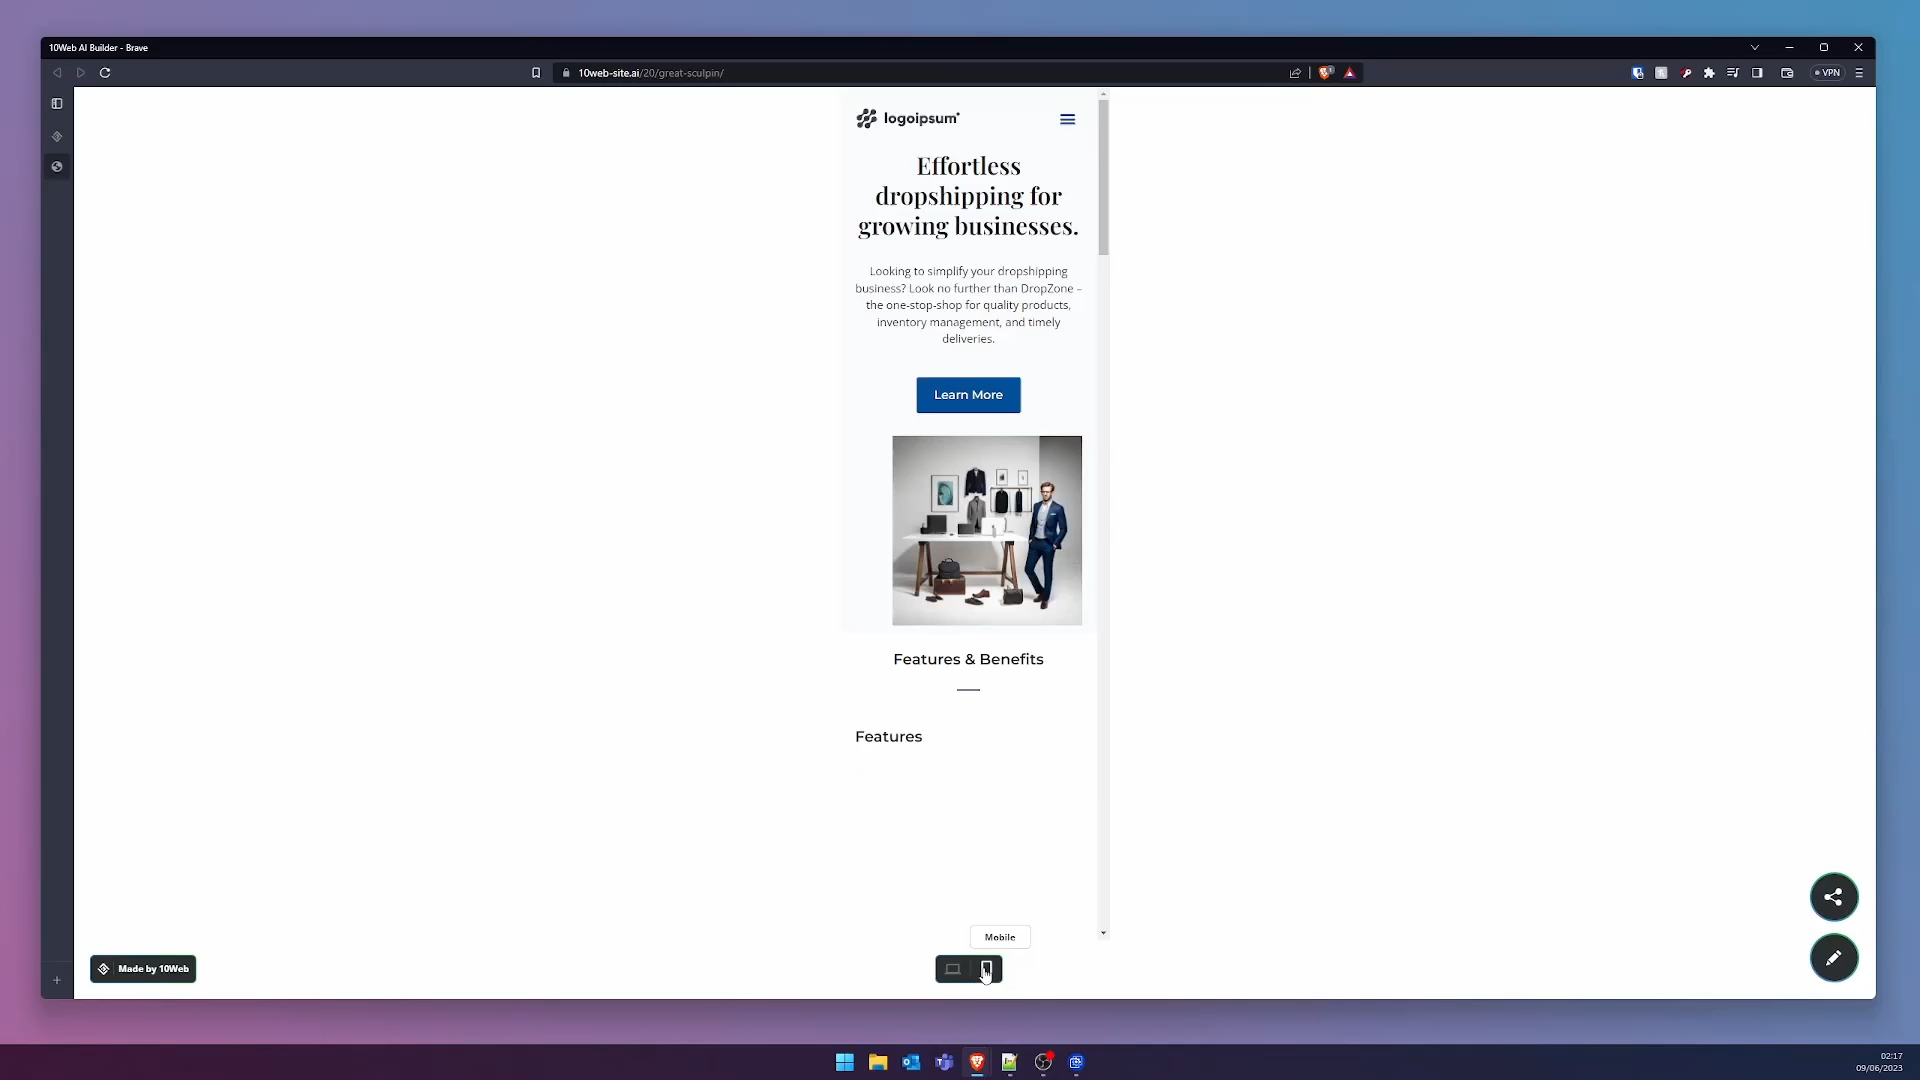 10Web AI Builder - Brave
10web-site.ai/20/great-sculpin/
VPN
logoipsum
Effortless
dropshipping for
growing businesses.
Looking to simplify your dropshipping
business? Look no further than DropZone –
the one-stop-shop for quality products,
inventory management, and timely
deliveries.
Learn More
Features & Benefits
Features
Mobile
Made by 10Web
02:17
09/06/2023